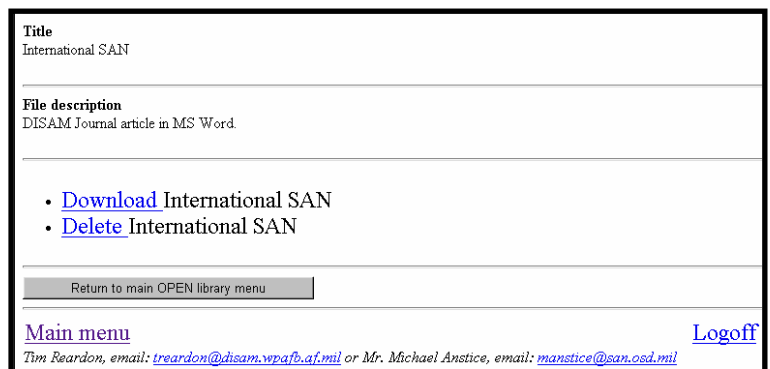 Title
International SAN
File description
DISAM Journal article in MS Word.
• Download International SAN
• Delete International SAN
Return to main OPEN library menu
Main menu Logoff
Tim Reardon, email: treardon@disam.wpafb.af.mil or Mr. Michael Anstice, email: manstice@san.osd.mil